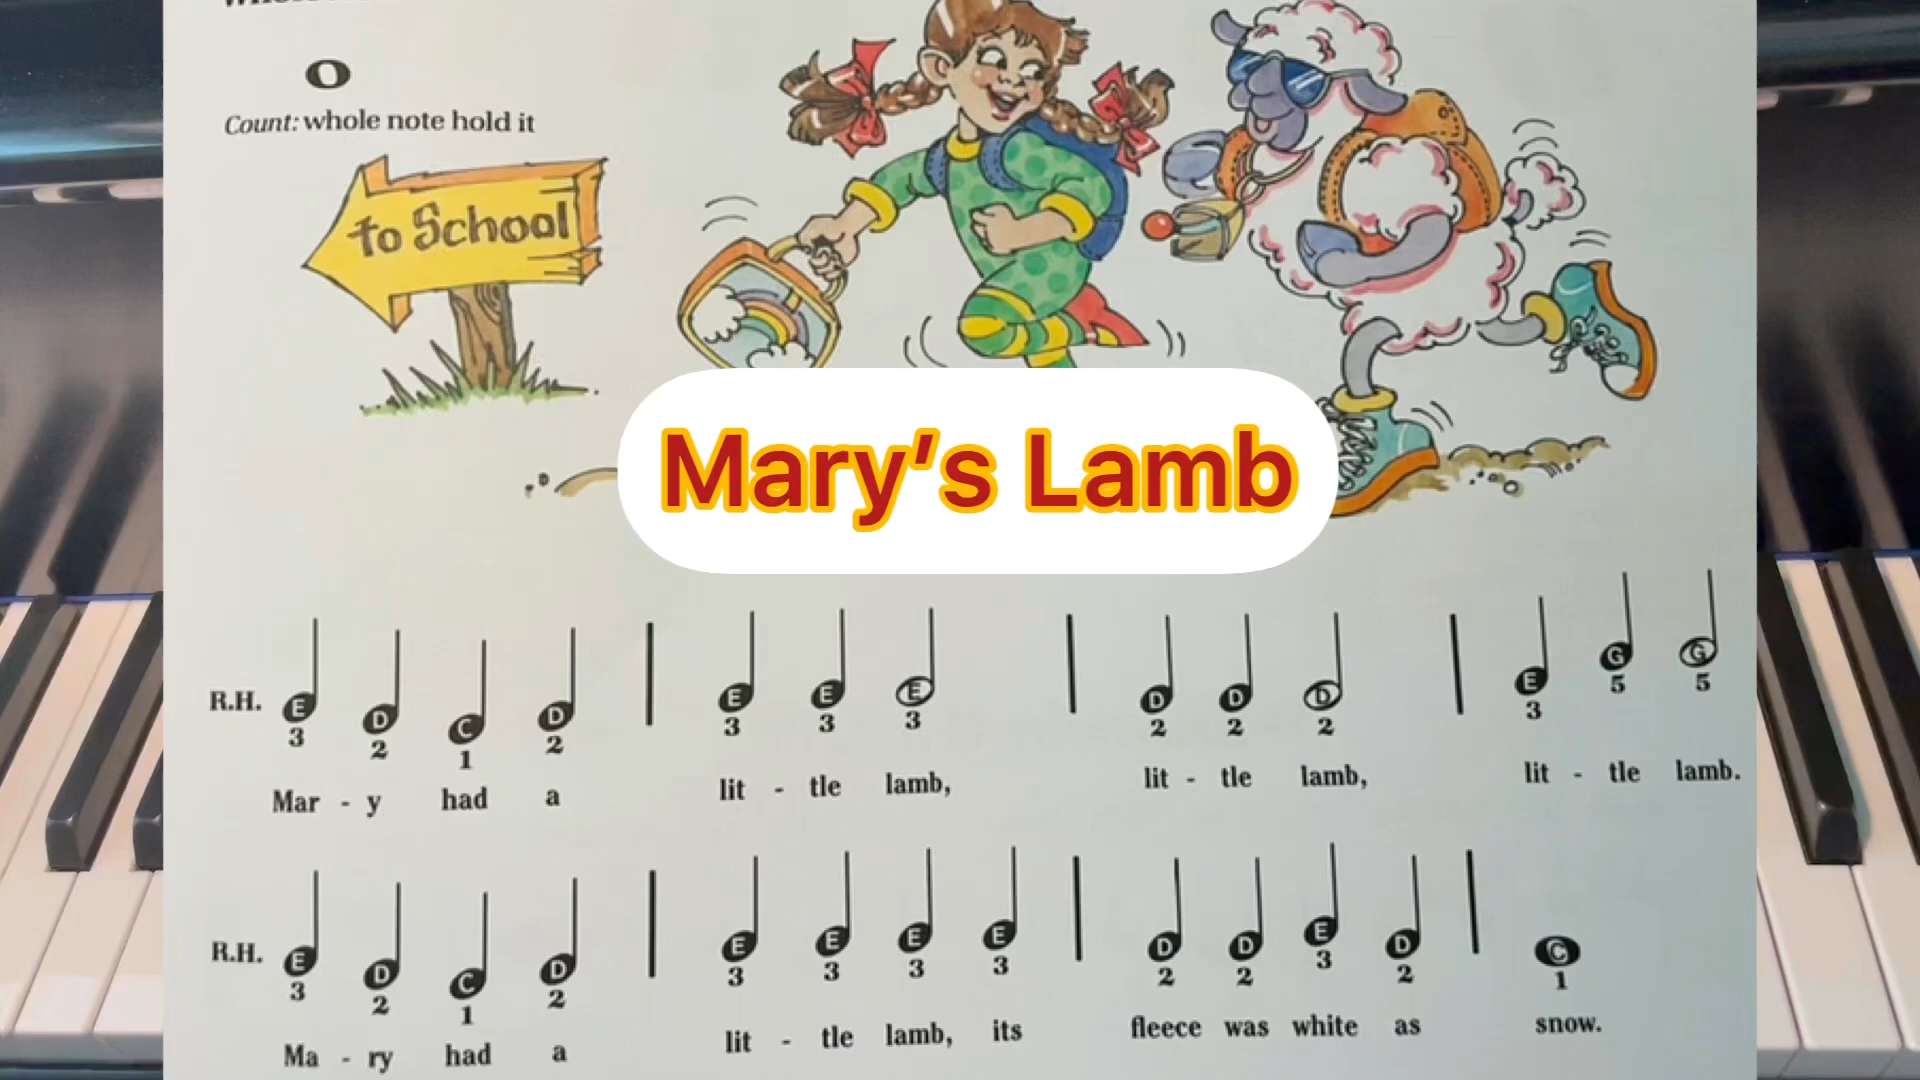 O
Count: whole note hold it
to School
Mary's Lamb
R.H. E D C D E E E D D D E G G
3 2 1 2 3 3 3 2 2 2 3 5 5
Mar - y had a lit - tle lamb, lit - tle lamb, lit - tle lamb.
R.H. E D C D E E E E D D E D C
3 2 1 2 3 3 3 3 2 2 3 2 1
Ma - ry had a lit - tle lamb, its fleece was white as snow.